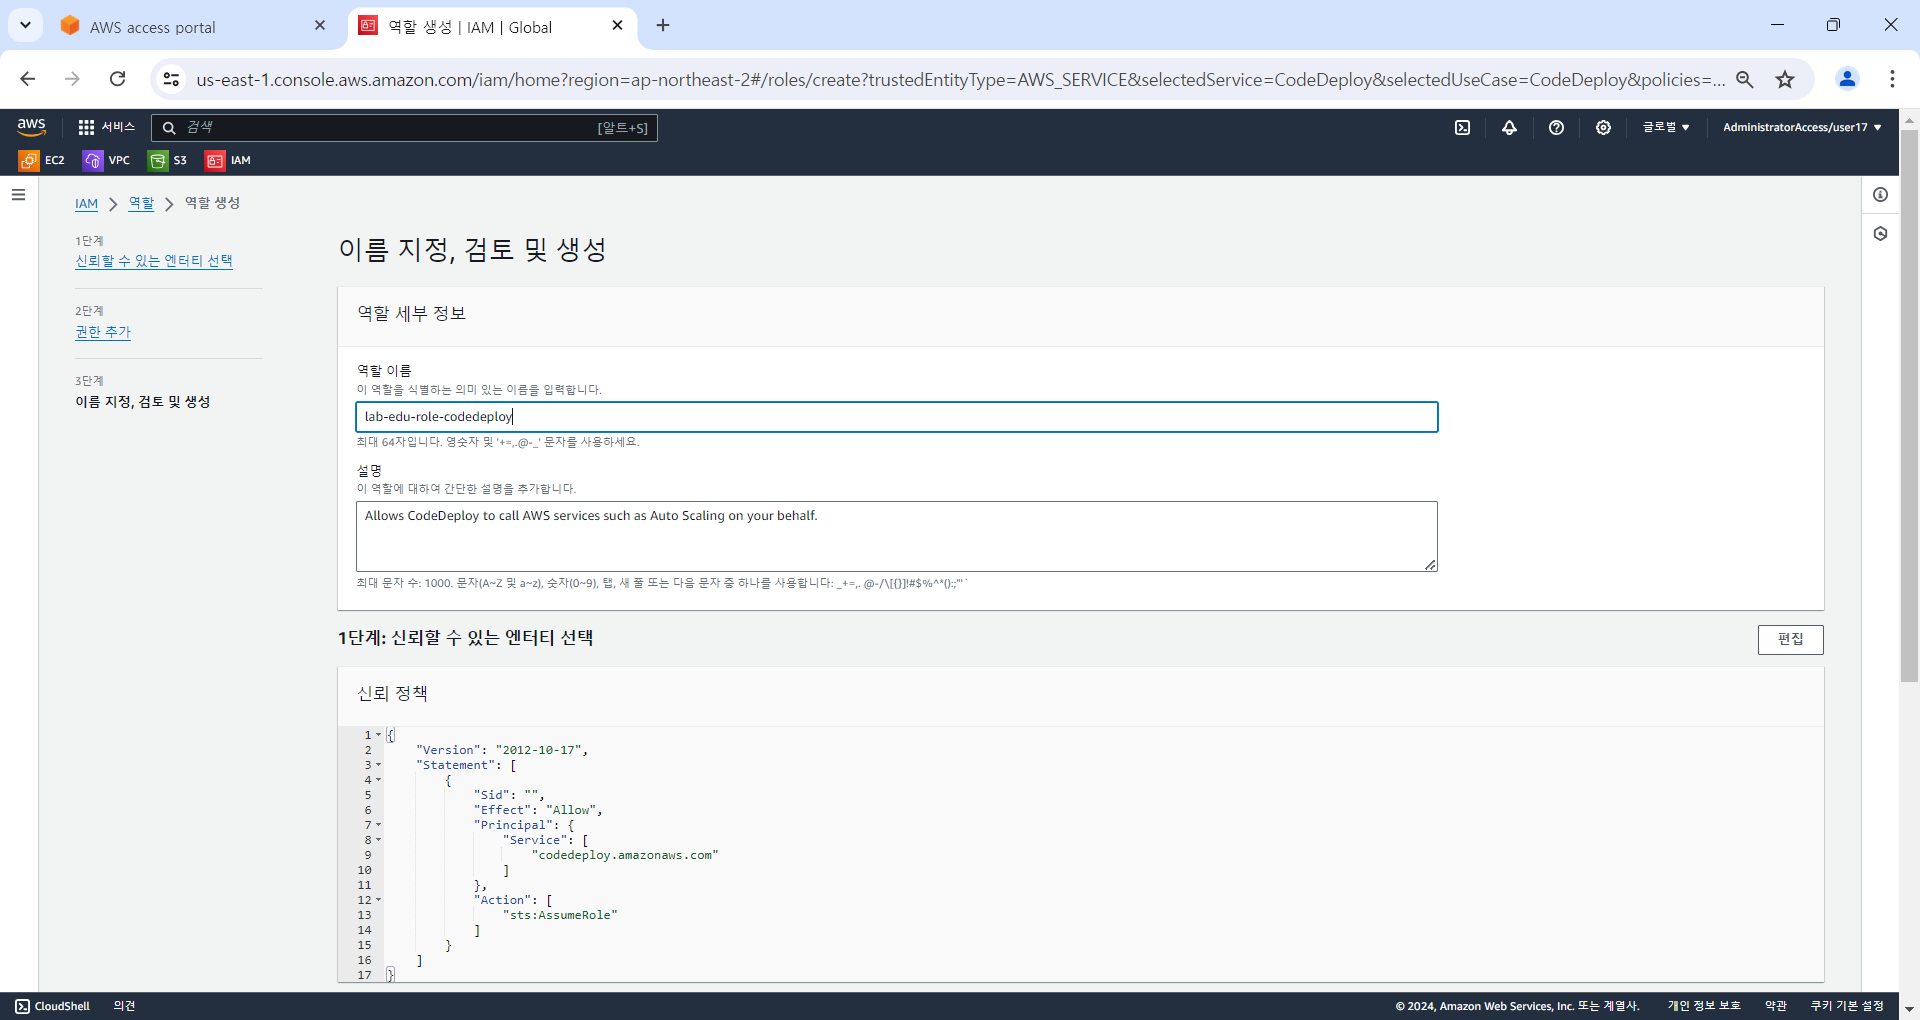 AWS access portal
역할 생성 | IAM | Global
us-east-1.console.aws.amazon.com/iam/home?region=ap-northeast-2#/roles/create?trustedEntityType=AWS_SERVICE&selectedService=CodeDeploy&selectedUseCase=CodeDeploy&policies=...
aws
서비스
검색
[알트+S]
글로벌
AdministratorAccess/user17
EC2
VPC
S3
IAM
IAM
역할
역할 생성
1단계
신뢰할 수 있는 엔터티 선택
2단계
권한 추가
3단계
이름 지정, 검토 및 생성
이름 지정, 검토 및 생성
역할 세부 정보
역할 이름
이 역할을 식별하는 의미 있는 이름을 입력합니다.
lab-edu-role-codedeploy
최대 64자입니다. 영숫자 및 '+=,.@-_' 문자를 사용하세요.
설명
이 역할에 대하여 간단한 설명을 추가합니다.
Allows CodeDeploy to call AWS services such as Auto Scaling on your behalf.
최대 문자 수: 1000. 문자(A~Z 및 a~z), 숫자(0~9), 탭, 새 줄 또는 다음 문자 중 하나를 사용합니다: _+=,. @-/\[{}]!#$%^^*();:"'`
1단계: 신뢰할 수 있는 엔터티 선택
편집
신뢰 정책
1 {
2     "Version": "2012-10-17",
3     "Statement": [
4         {
5             "Sid": "",
6             "Effect": "Allow",
7             "Principal": {
8                 "Service": [
9                     "codedeploy.amazonaws.com"
10                 ]
11             },
12             "Action": [
13                 "sts:AssumeRole"
14             ]
15         }
16     ]
17 }
CloudShell
의견
© 2024, Amazon Web Services, Inc. 또는 계열사.
개인 정보 보호
약관
쿠키 기본 설정